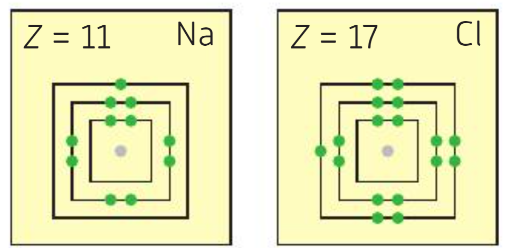 Z = 11 Na
Z = 17 Cl